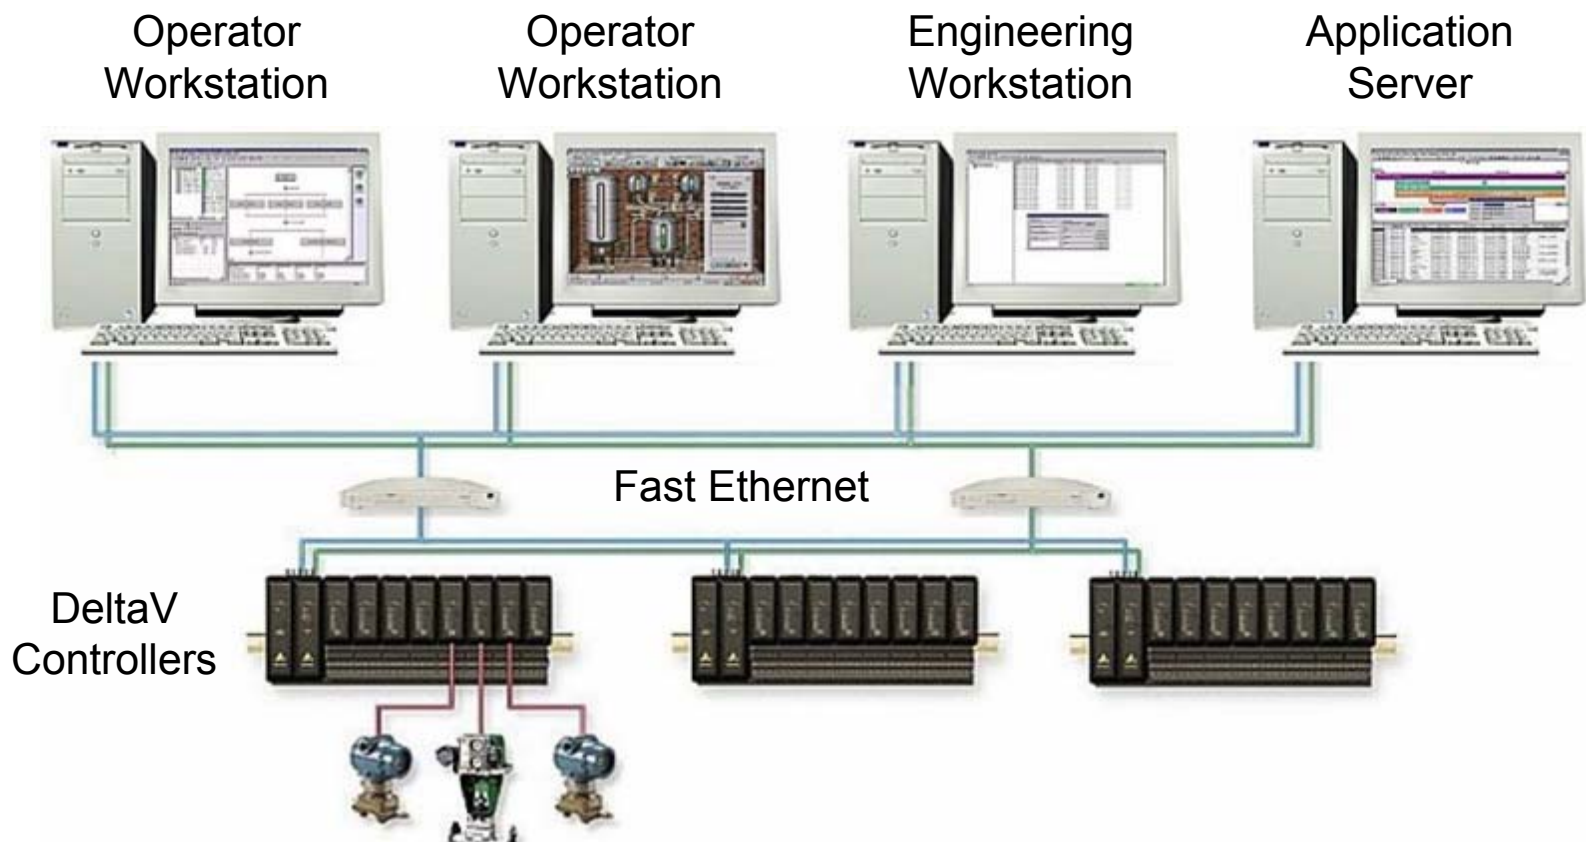 Operator
Workstation
Operator
Workstation
Engineering
Workstation
Application
Server
Fast Ethernet
DeltaV
Controllers